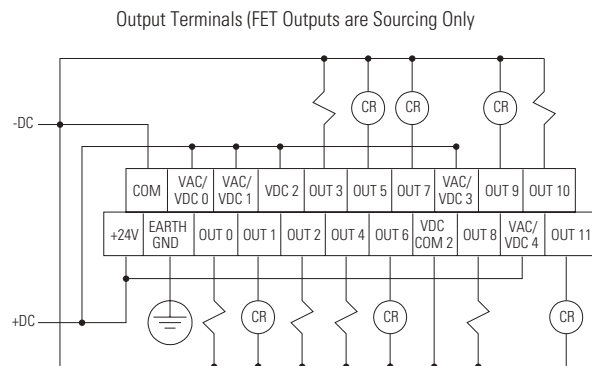 Output Terminals (FET Outputs are Sourcing Only
CR CR CR
-DC
COM VAC/ VDC 0 VAC/ VDC 1 VDC 2 OUT 3 OUT 5 OUT 7 VAC/ VDC 3 OUT 9 OUT 10
+24V EARTH GND OUT 0 OUT 1 OUT 2 OUT 4 OUT 6 VDC COM 2 OUT 8 VAC/ VDC 4 OUT 11
+DC CR CR CR